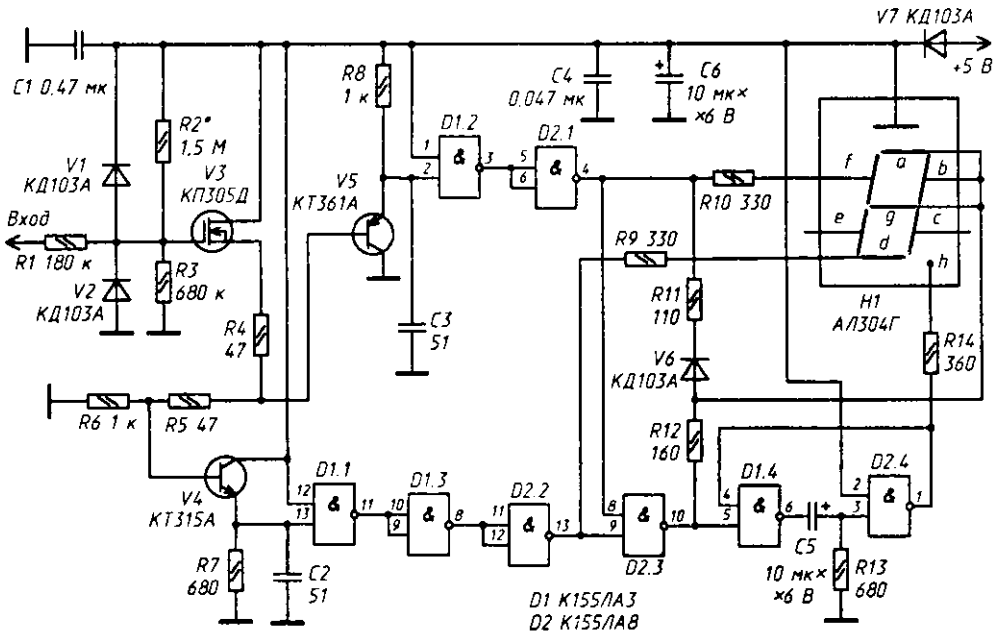 V7 КД103А
+5 В
C1 0,47 мк
R8
1 к
C4
0,047 мк
C6
10 мк×
×6 В
+
R2*
1,5 М
V1
КД103А
V3
КП305Д
V5
КТ361А
D1.2
1
2
&
3
D2.1
5
6
&
4
R10 330
f
a
b
g
e
c
d
h
Вход
R1 180 к
R3
680 к
V2
КД103А
R9 330
H1
АЛ304Г
R4
47
C3
51
R11
110
R14
360
V6
КД103А
R6 1 к
R5 47
R12
160
V4
КТ315А
D1.1
12
13
&
11
D1.3
10
9
&
8
D2.2
11
12
&
13
8
9
&
10
D2.3
D1.4
4
5
&
6
+
C5
10 мк×
×6 В
D2.4
2
3
&
1
R7
680
C2
51
R13
680
D1 К155ЛА3
D2 К155ЛА8